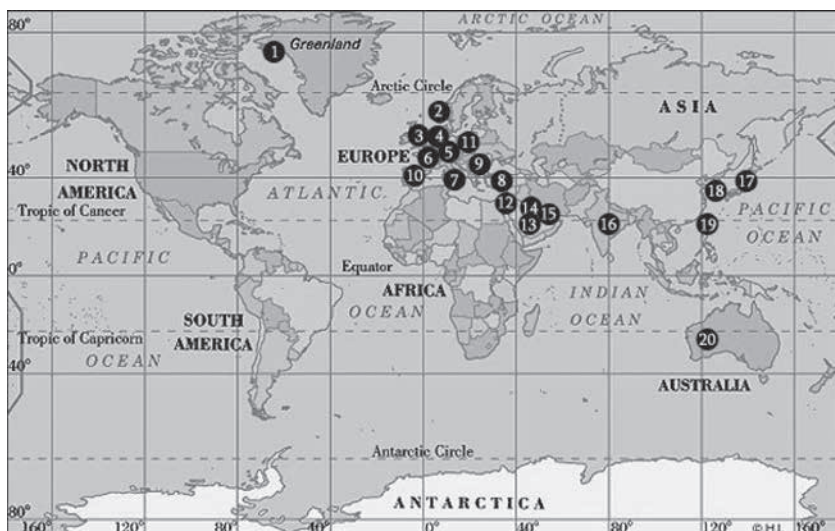 80°
ARCTIC OCEAN
1
Greenland
Arctic Circle
2
ASIA
3
4
11
EUROPE
6
5
9
NORTH
AMERICA
40°
10
7
8
ATLANTIC
18
17
Tropic of Cancer
12
14
15
13
16
19
PACIFIC
OCEAN
PACIFIC
Equator
0°
AFRICA
INDIAN
OCEAN
OCEAN
SOUTH
AMERICA
Tropic of Capricorn
OCEAN
20
40°
AUSTRALIA
Antarctic Circle
80°
ANTARCTICA
160°
120°
80°
40°
0°
40°
80°
120°
160°